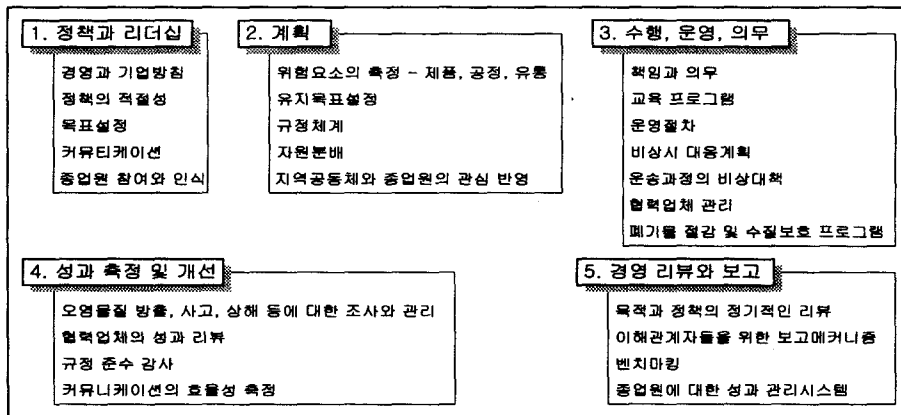 1. 정책과 리더십
경영과 기업방침
정책의 적절성
목표설정
커뮤티케이션
종업원 참여와 인식
2. 계획
위험요소의 측정 - 제품, 공정, 유통
유지목표설정
규정체계
자원분배
지역공동체와 종업원의 관심 반영
3. 수행, 운영, 의무
책임과 의무
교육 프로그램
운영절차
비상시 대응계획
운송과정의 비상대책
협력업체 관리
폐기물 절감 및 수질보호 프로그램
4. 성과 측정 및 개선
오염물질 방출, 사고, 상해 등에 대한 조사와 관리
협력업체의 성과 리뷰
규정 준수 감사
커뮤니케이션의 효율성 측정
5. 경영 리뷰와 보고
목적과 정책의 정기적인 리뷰
이해관계자들을 위한 보고메커니즘
벤치마킹
종업원에 대한 성과 관리시스템